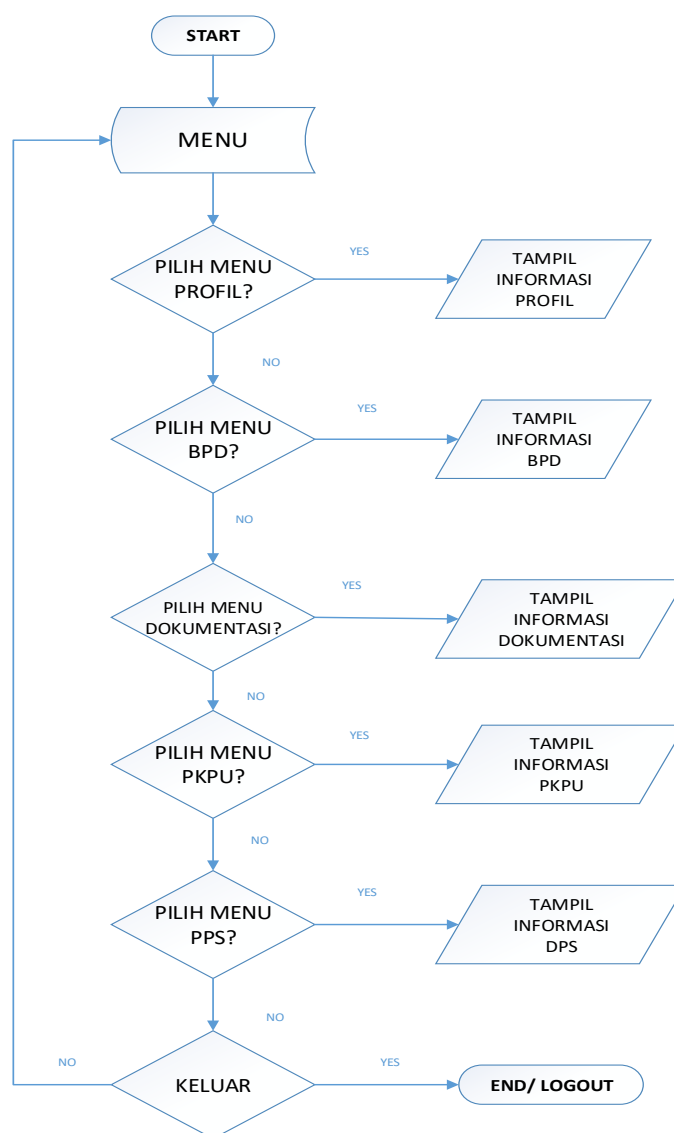 START
MENU
PILIH MENU
PROFIL?
YES
TAMPIL
INFORMASI
PROFIL
NO
PILIH MENU
BPD?
YES
TAMPIL
INFORMASI
BPD
NO
PILIH MENU
DOKUMENTASI?
YES
TAMPIL
INFORMASI
DOKUMENTASI
NO
PILIH MENU
PKPU?
YES
TAMPIL
INFORMASI
PKPU
NO
PILIH MENU
PPS?
YES
TAMPIL
INFORMASI
DPS
NO
NO
KELUAR
YES
END/ LOGOUT